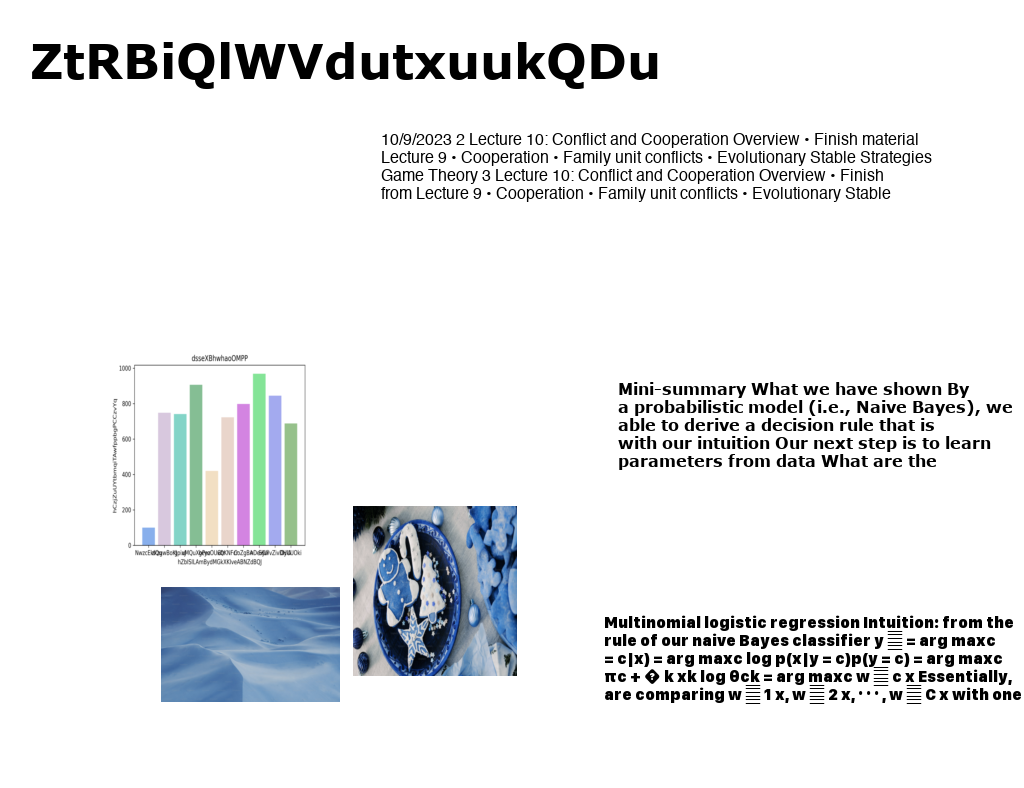 ZtRBiQlWVdutxuukQDu
10/9/2023 2 Lecture 10: Conflict and Cooperation Overview • Finish material
Lecture 9 • Cooperation • Family unit conflicts • Evolutionary Stable Strategies
Game Theory 3 Lecture 10: Conflict and Cooperation Overview • Finish
from Lecture 9 • Cooperation • Family unit conflicts • Evolutionary Stable
dsseXBhwhaoOMPP
1000
800
600
400
200
0
Mini-summary What we have shown By
a probabilistic model (i.e., Naive Bayes), we
able to derive a decision rule that is
with our intuition Our next step is to learn
parameters from data What are the
Multinomial logistic regression Intuition: from the
rule of our naive Bayes classifier y = arg maxc
= c|x) = arg maxc log p(x|y = c)p(y = c) = arg maxc
πc + � k xk log θck = arg maxc w c x Essentially,
are comparing w 1 x, w 2 x, · · · , w C x with one